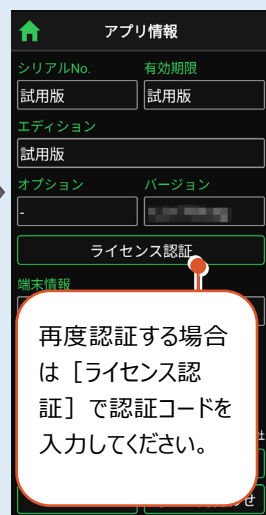 アプリ情報
シリアルNo. 有効期限
試用版 試用版
エディション
試用版
オプション バージョン
-
ライセンス認証
端末情報
再度認証する場合
は［ライセンス認
証］で認証コードを
入力してください。
社
せ